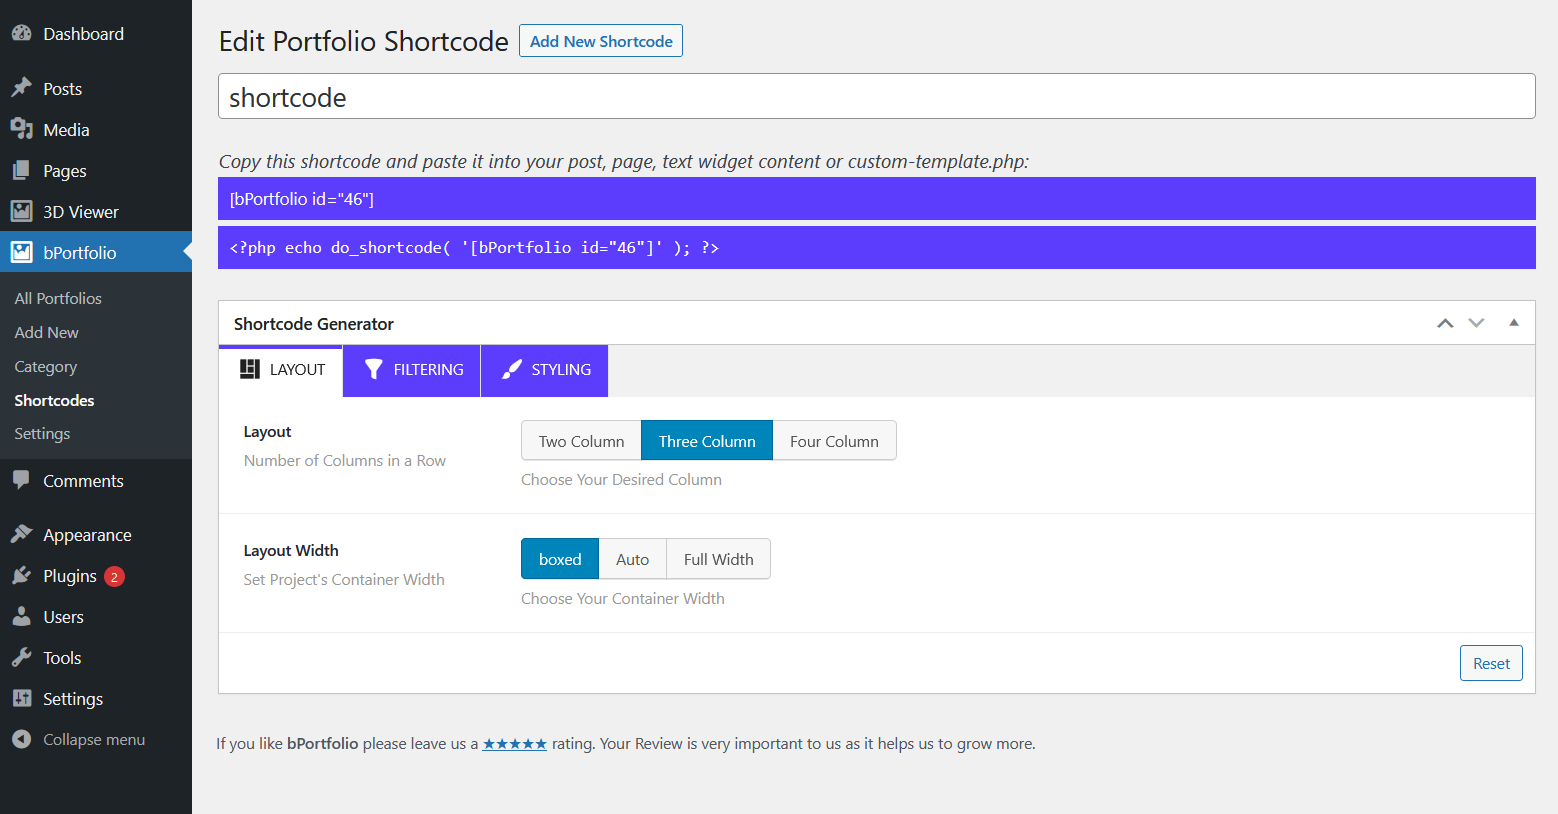 Dashboard
Posts
Media
Pages
3D Viewer
bPortfolio
All Portfolios
Add New
Category
Shortcodes
Settings
Comments
Appearance
Plugins 2
Users
Tools
Settings
Collapse menu
Edit Portfolio Shortcode Add New Shortcode
shortcode
Copy this shortcode and paste it into your post, page, text widget content or custom-template.php:
[bPortfolio id="46"]
<?php echo do_shortcode( '[bPortfolio id="46"]' ); ?>
Shortcode Generator
LAYOUT FILTERING STYLING
Layout
Number of Columns in a Row
Two Column Three Column Four Column
Choose Your Desired Column
Layout Width
Set Project's Container Width
boxed Auto Full Width
Choose Your Container Width
Reset
If you like bPortfolio please leave us a ★★★★★ rating. Your Review is very important to us as it helps us to grow more.